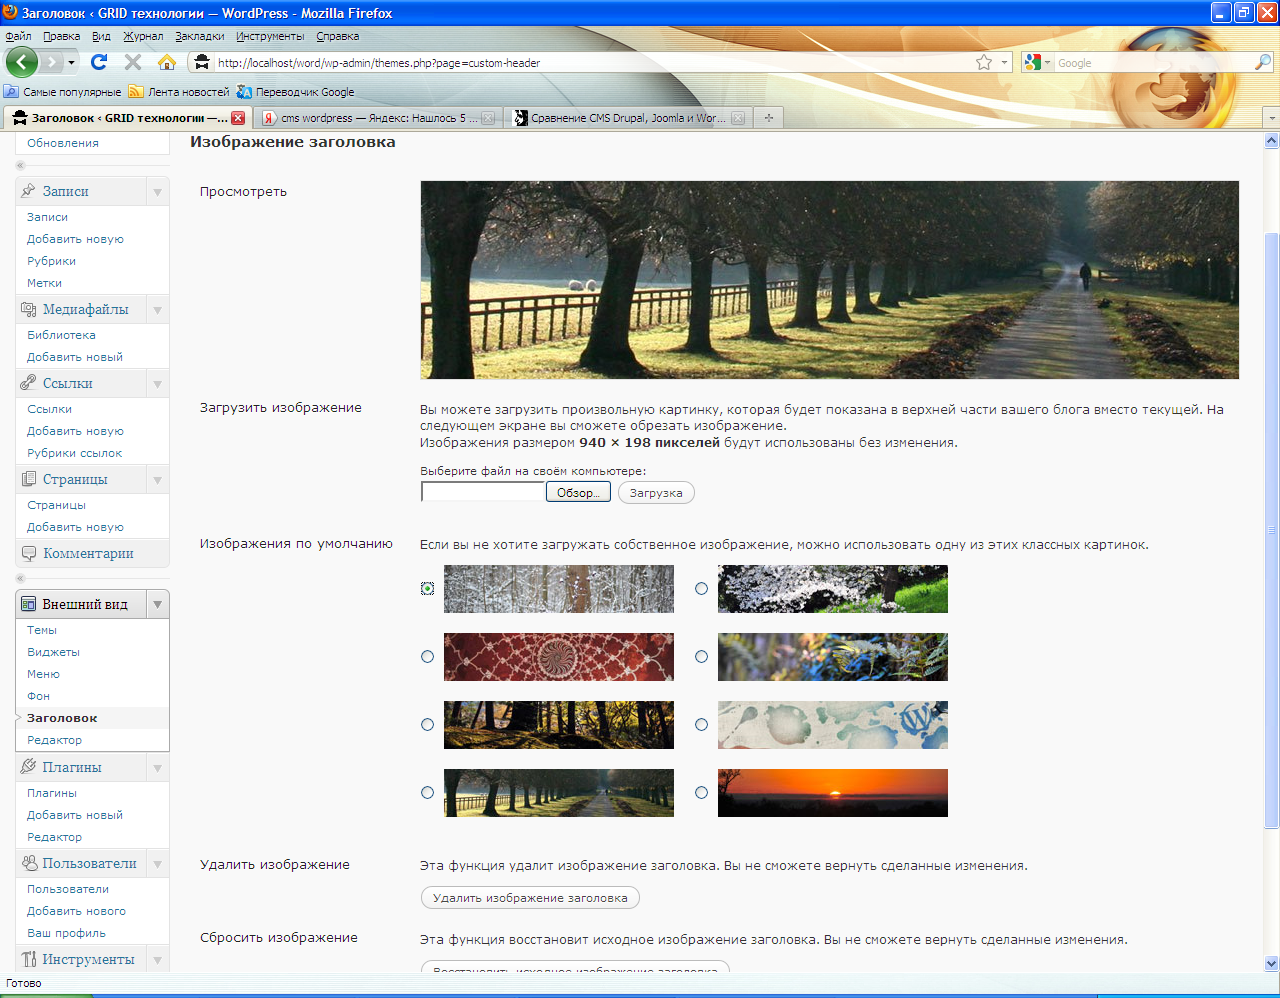 Заголовок ‹ GRID технологии — WordPress - Mozilla Firefox
Файл Правка Вид Журнал Закладки Инструменты Справка
http://localhost/word/wp-admin/themes.php?page=custom-header
Google
Самые популярные Лента новостей Переводчик Google
Заголовок ‹ GRID технологии —...
cms wordpress — Яндекс: Нашлось 5 ...
Сравнение CMS Drupal, Joomla и Wor...
Обновления
Записи
Записи
Добавить новую
Рубрики
Метки
Медиафайлы
Библиотека
Добавить новый
Ссылки
Ссылки
Добавить новую
Рубрики ссылок
Страницы
Страницы
Добавить новую
Комментарии
Внешний вид
Темы
Виджеты
Меню
Фон
Заголовок
Редактор
Плагины
Плагины
Добавить новый
Редактор
Пользователи
Пользователи
Добавить нового
Ваш профиль
Инструменты
Изображение заголовка
Просмотреть
Загрузить изображение
Вы можете загрузить произвольную картинку, которая будет показана в верхней части вашего блога вместо текущей. На
следующем экране вы сможете обрезать изображение.
Изображения размером 940 × 198 пикселей будут использованы без изменения.
Выберите файл на своём компьютере:
Обзор... Загрузка
Изображения по умолчанию
Если вы не хотите загружать собственное изображение, можно использовать одну из этих классных картинок.
Удалить изображение
Эта функция удалит изображение заголовка. Вы не сможете вернуть сделанные изменения.
Удалить изображение заголовка
Сбросить изображение
Эта функция восстановит исходное изображение заголовка. Вы не сможете вернуть сделанные изменения.
Восстановить исходное изображение заголовка
Готово